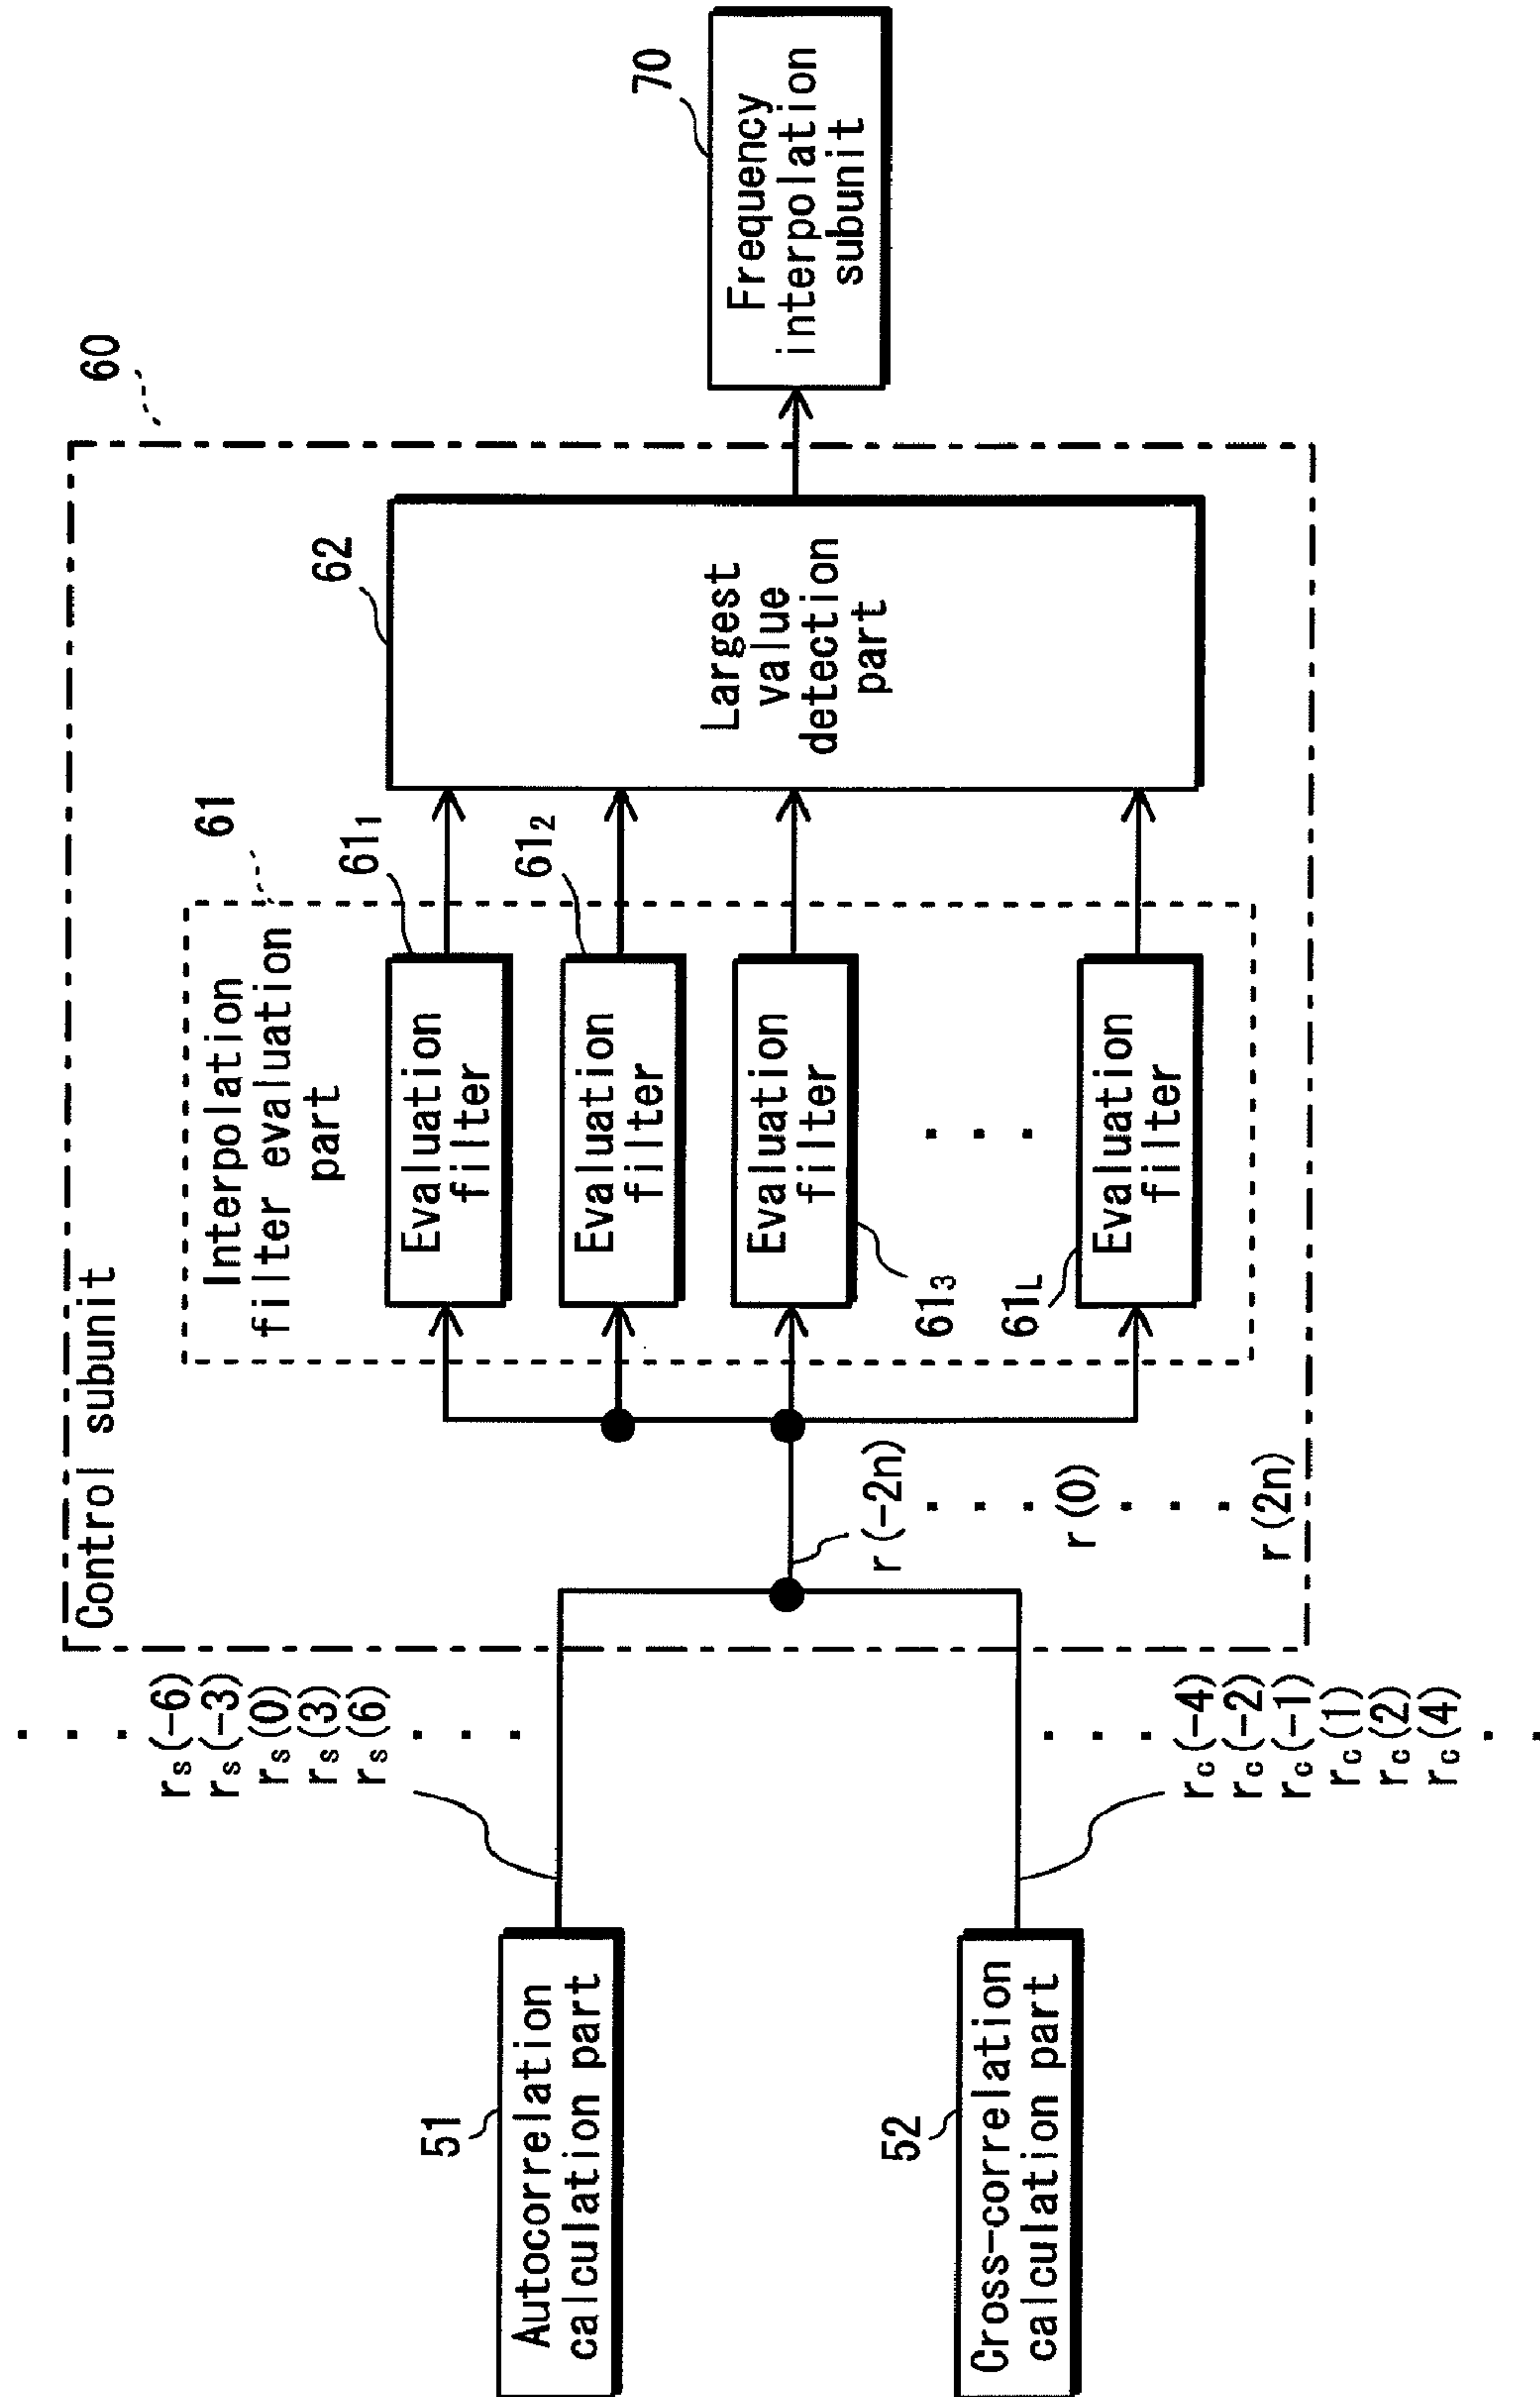 Autocorrelation
calculation part
51
Cross-correlation
calculation part
52
. . .
rs(-6)
rs(-3)
rs(0)
rs(3)
rs(6)
. . .
. . .
rc(-4)
rc(-2)
rc(-1)
rc(1)
rc(2)
rc(4)
. . .
Control subunit
60
r(-2n)
. . .
r(0)
. . .
r(2n)
Interpolation
filter evaluation
part
61
Evaluation
filter
61₁
Evaluation
filter
61₂
Evaluation
filter
61₃
. . .
Evaluation
filter
61L
Largest
value
detection
part
62
Frequency
interpolation
subunit
70